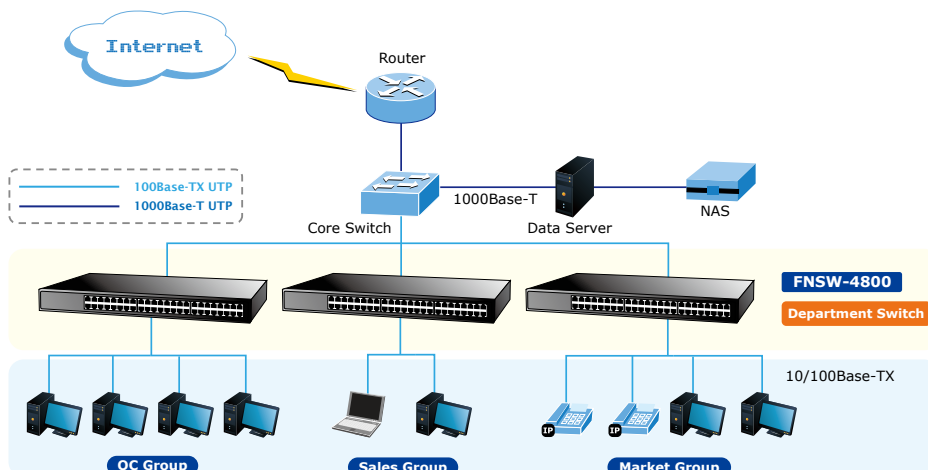 Internet
Router
100Base-TX UTP
1000Base-T UTP
1000Base-T
NAS
Core Switch
Data Server
FNSW-4800
Department Switch
10/100Base-TX
IP
IP
QC Group
Sales Group
Market Group